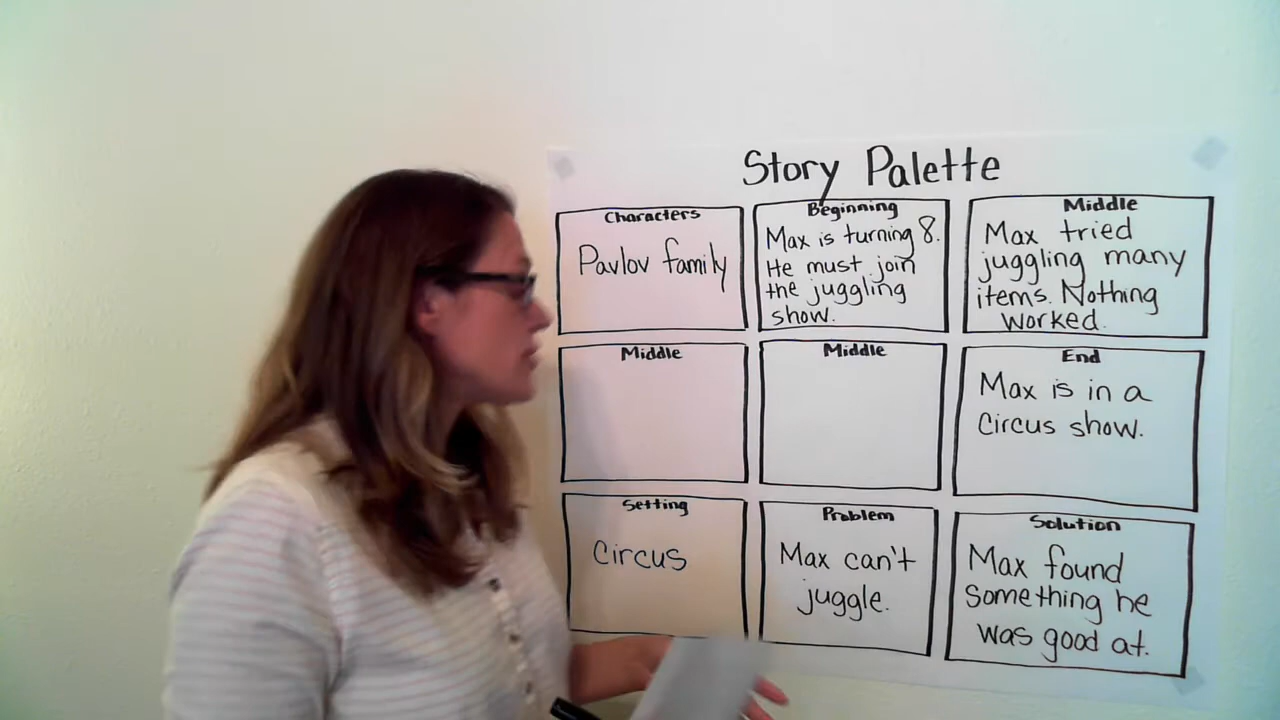 Story Palette
Characters
Pavlov family
Beginning
Max is turning 8.
He must join
the juggling
show.
Middle
Max tried
juggling many
items. Nothing
worked.
Middle
Middle
End
Max is in a
Circus show.
Setting
Circus
Problem
Max can't
juggle.
Solution
Max found
Something he
was good at.